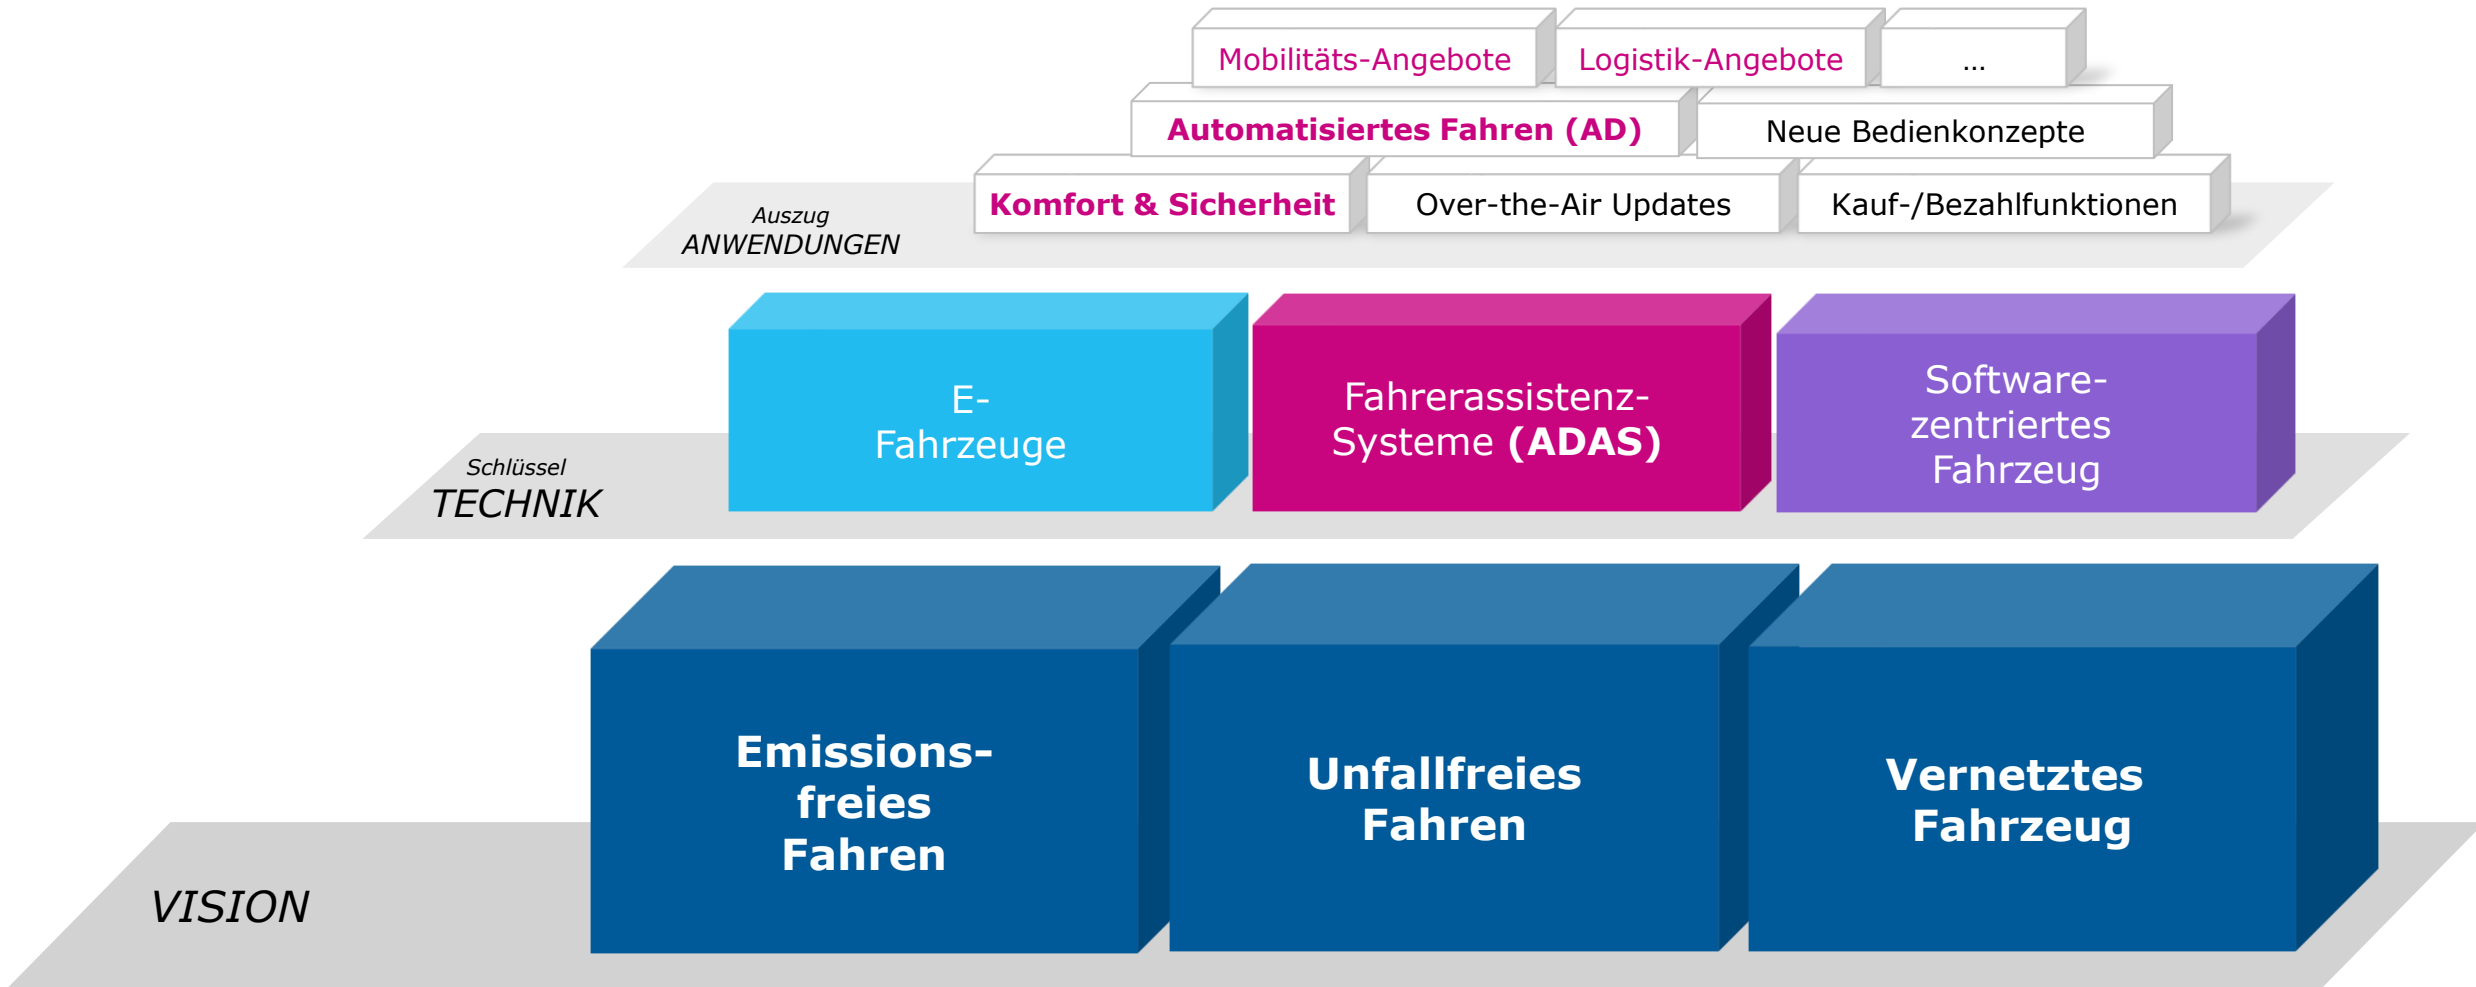 Mobilitäts-Angebote
Logistik-Angebote
...
Automatisiertes Fahren (AD)
Neue Bedienkonzepte
Auszug
ANWENDUNGEN
Komfort & Sicherheit
Over-the-Air Updates
Kauf-/Bezahlfunktionen
Schlüssel
TECHNIK
E-
Fahrzeuge
Fahrerassistenz-
Systeme (ADAS)
Software-
zentriertes
Fahrzeug
VISION
Emissions-
freies
Fahren
Unfallfreies
Fahren
Vernetztes
Fahrzeug